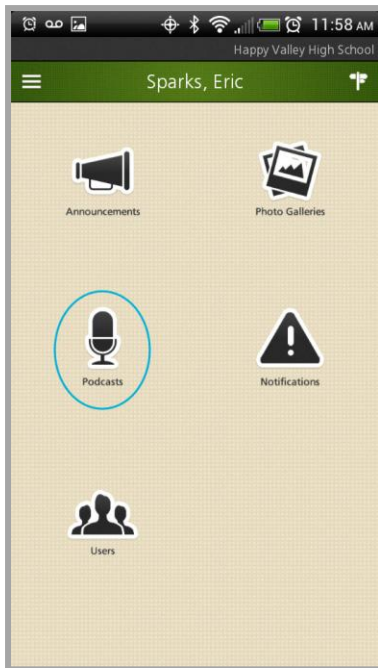 11:58 AM
Happy Valley High School
Sparks, Eric
Announcements
Photo Galleries
Podcasts
Notifications
Users